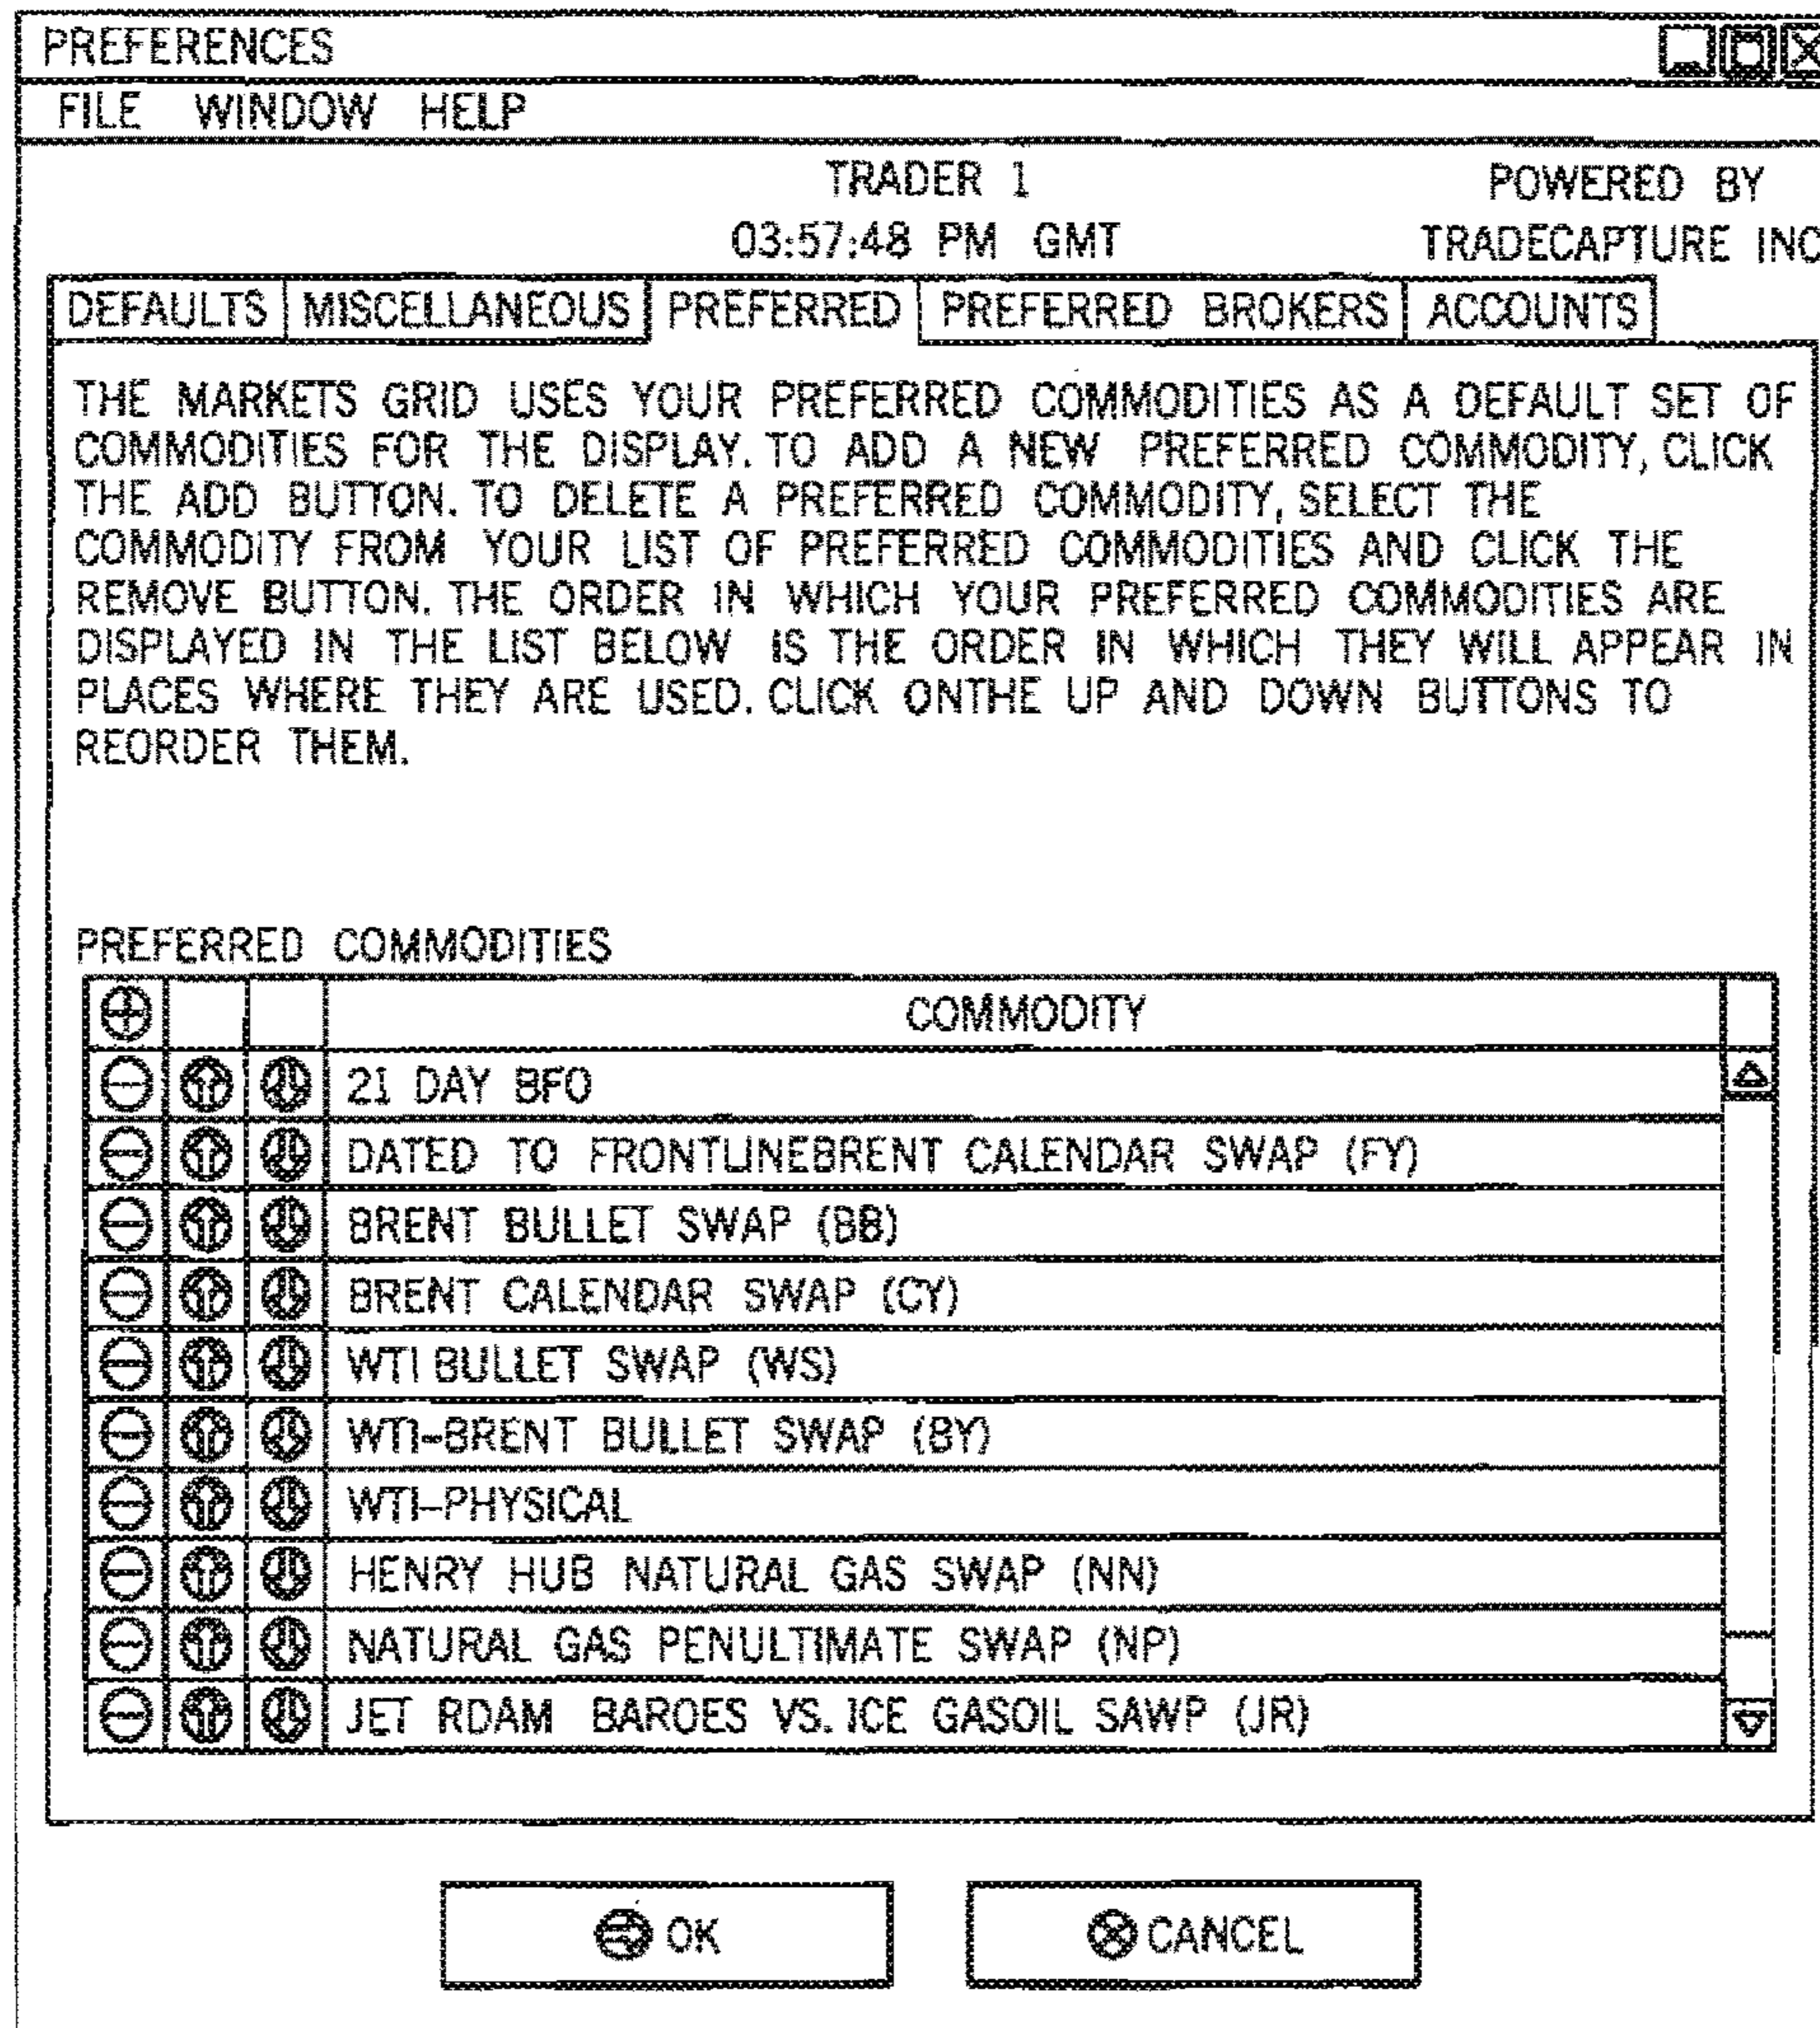 PREFERENCES
FILE WINDOW HELP
TRADER 1
POWERED BY
03:57:48 PM GMT
TRADECAPTURE INC
DEFAULTS MISCELLANEOUS PREFERRED PREFERRED BROKERS ACCOUNTS
THE MARKETS GRID USES YOUR PREFERRED COMMODITIES AS A DEFAULT SET OF
COMMODITIES FOR THE DISPLAY. TO ADD A NEW PREFERRED COMMODITY, CLICK
THE ADD BUTTON. TO DELETE A PREFERRED COMMODITY, SELECT THE
COMMODITY FROM YOUR LIST OF PREFERRED COMMODITIES AND CLICK THE
REMOVE BUTTON. THE ORDER IN WHICH YOUR PREFERRED COMMODITIES ARE
DISPLAYED IN THE LIST BELOW IS THE ORDER IN WHICH THEY WILL APPEAR IN
PLACES WHERE THEY ARE USED. CLICK ONTHE UP AND DOWN BUTTONS TO
REORDER THEM.
PREFERRED COMMODITIES
COMMODITY
21 DAY BFO
DATED TO FRONTLINEBRENT CALENDAR SWAP (FY)
BRENT BULLET SWAP (BB)
BRENT CALENDAR SWAP (CY)
WTI BULLET SWAP (WS)
WTI-BRENT BULLET SWAP (BY)
WTI-PHYSICAL
HENRY HUB NATURAL GAS SWAP (NN)
NATURAL GAS PENULTIMATE SWAP (NP)
JET RDAM BAROES VS. ICE GASOIL SAWP (JR)
OK
CANCEL